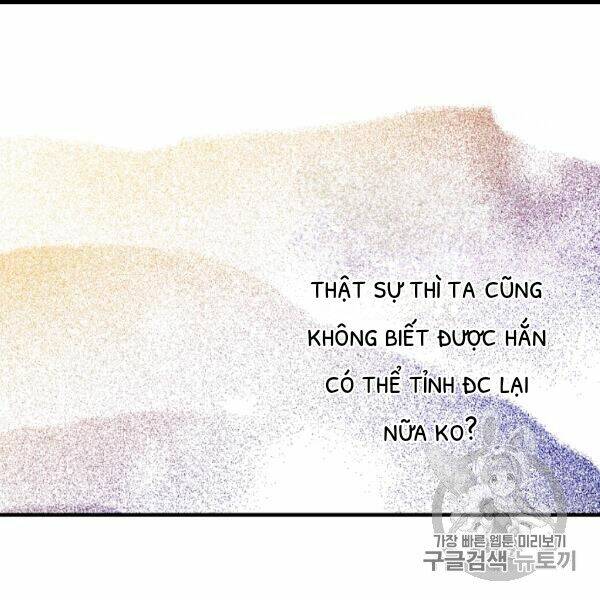 THẬT SỰ THÌ TA CŨNG
KHÔNG BIẾT ĐƯỢC HẮN
CÓ THỂ TỈNH ĐC LẠI
NỮA KO?
가장 빠른 웹툰 미리보기
구글검색 뉴토끼